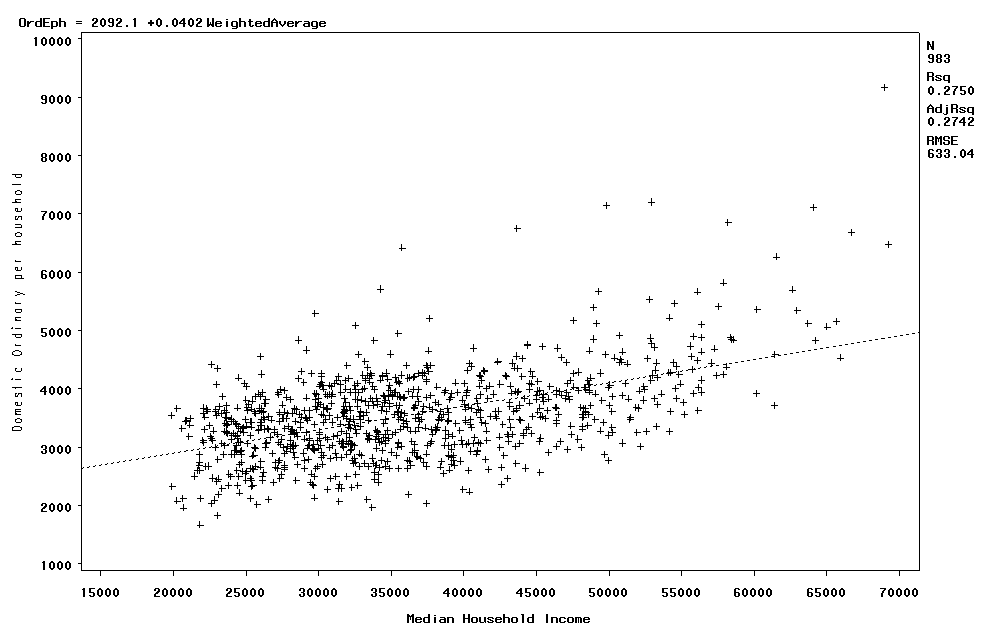 OrdEph = 2092.1 +0.0402 WeightedAverage
N
983
Rsq
0.2750
AdjRsq
0.2742
RMSE
633.04
Domestic Ordinary per household
10000
9000
8000
7000
6000
5000
4000
3000
2000
1000
15000 20000 25000 30000 35000 40000 45000 50000 55000 60000 65000 70000
Median Household Income